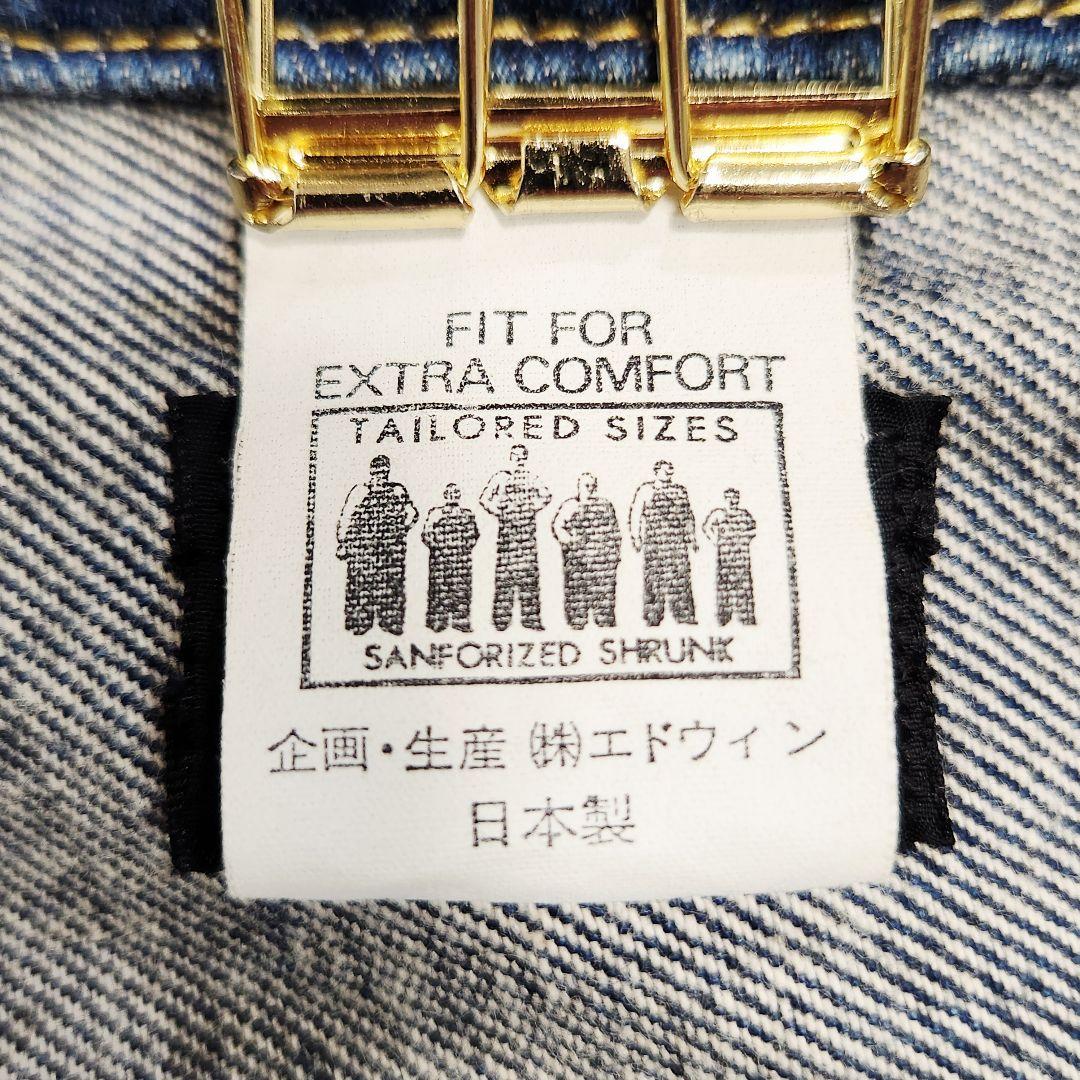 FIT FOR
EXTRA COMFORT
TAILORED SIZES
SANFORIZED SHRUNK
企画・生産 ㈱エドウィン
日本製